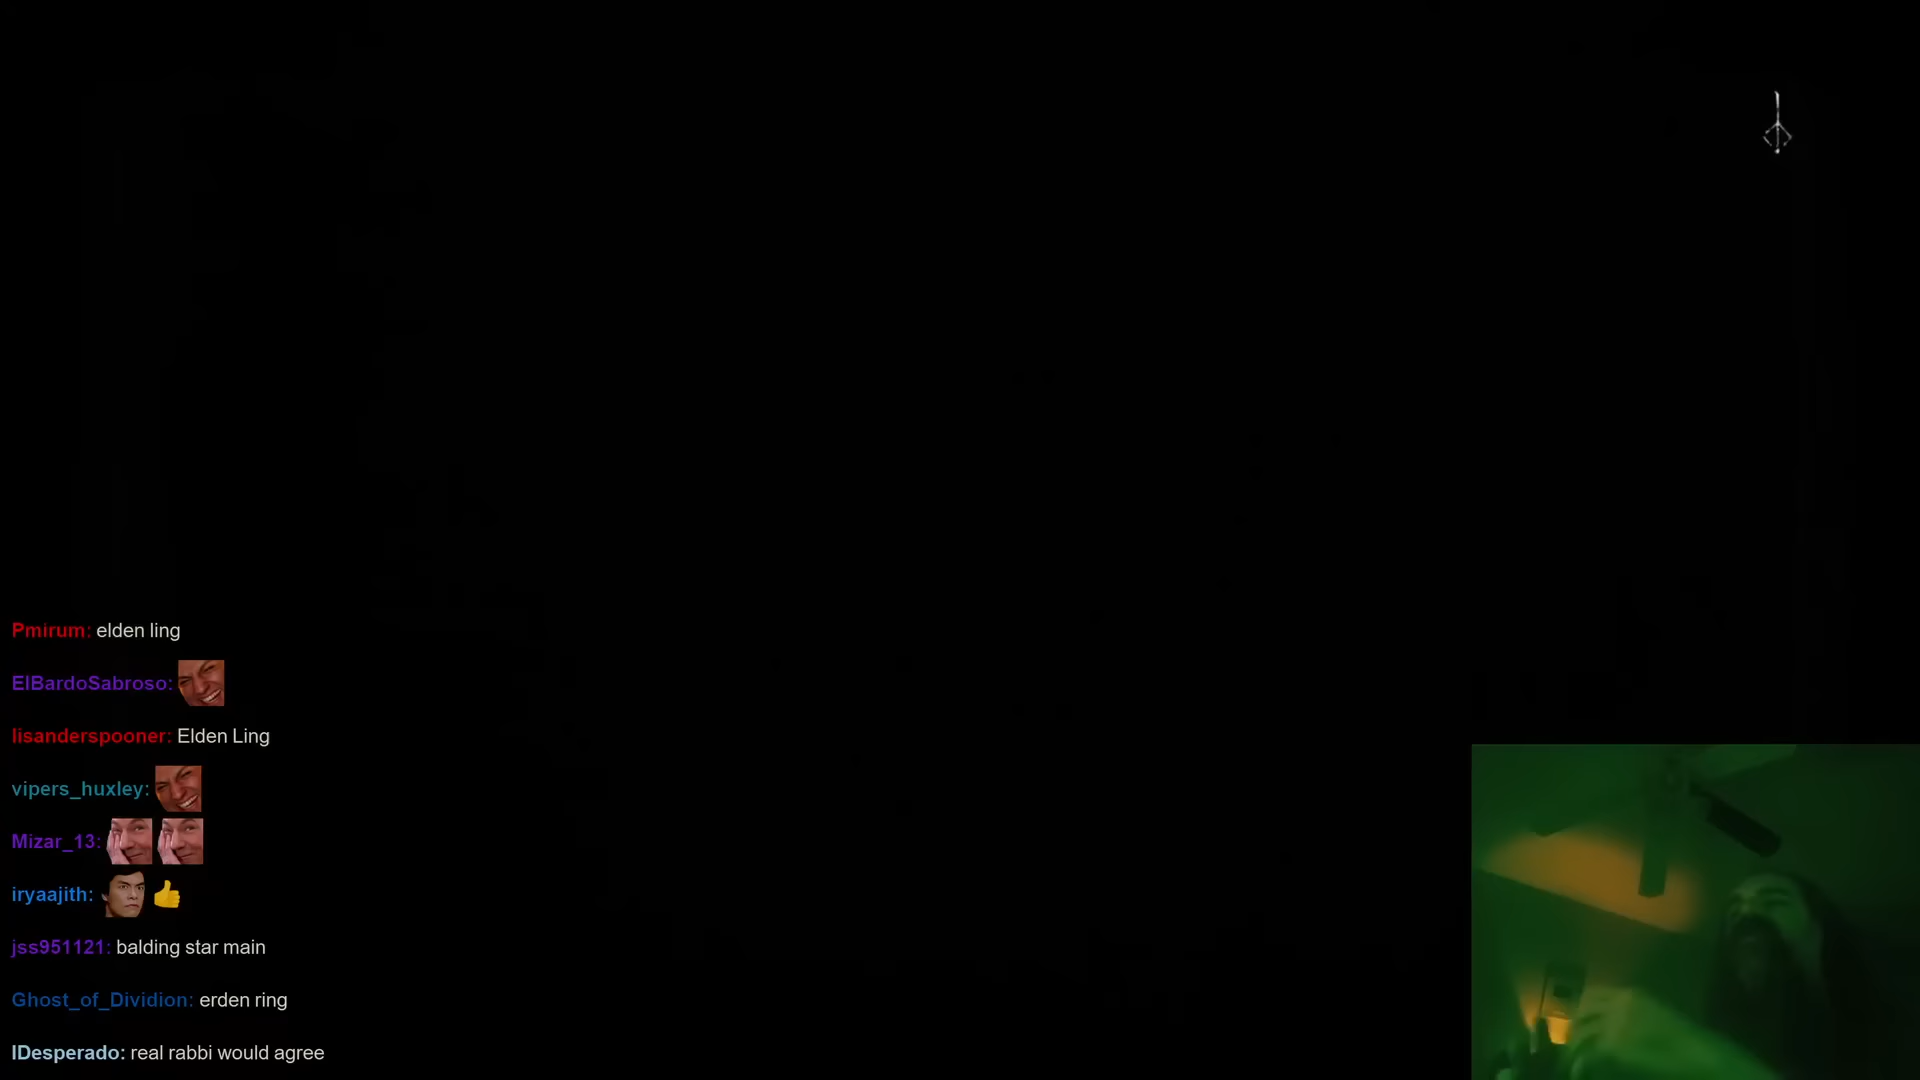 Pmirum: elden ling
ElBardoSabroso:
lisanderspooner: Elden Ling
vipers_huxley:
Mizar_13:
iryaajith: 👍
jss951121: balding star main
Ghost_of_Dividion: erden ring
IDesperado: real rabbi would agree